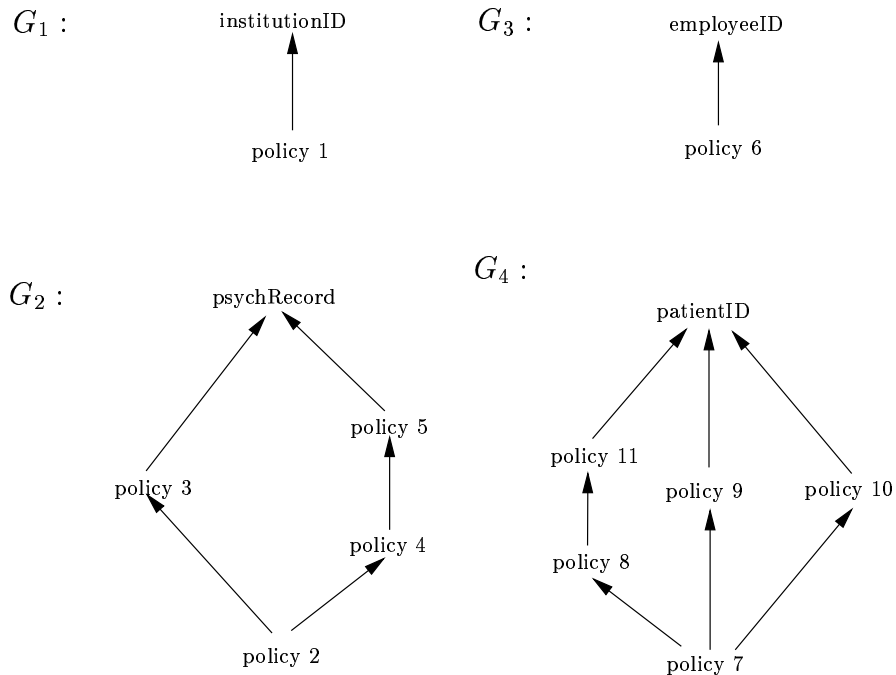 G1 :
institutionID
policy 1
G3 :
employeeID
policy 6
G2 :
psychRecord
policy 5
policy 3
policy 4
policy 2
G4 :
patientID
policy 11
policy 9
policy 10
policy 8
policy 7